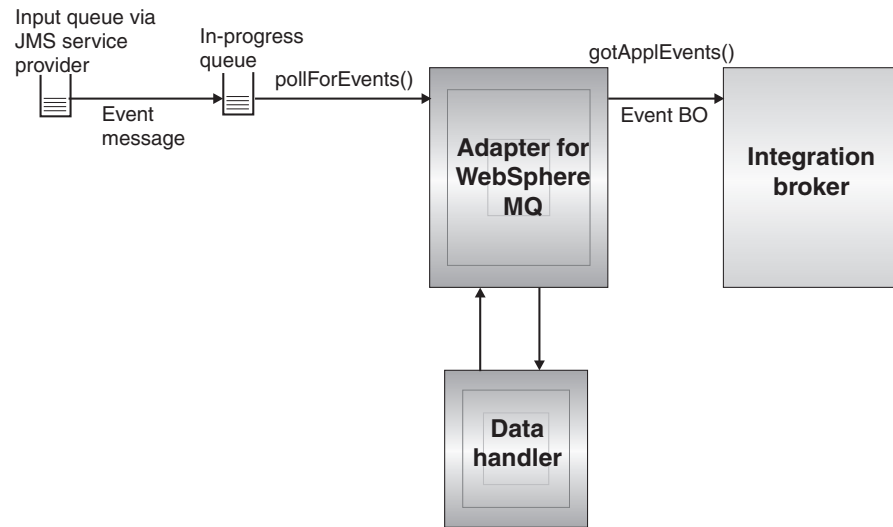 Input queue via
JMS service
provider
In-progress
queue
Event
message
pollForEvents()
gotApplEvents()
Event BO
Adapter for
WebSphere
MQ
Integration
broker
Data
handler